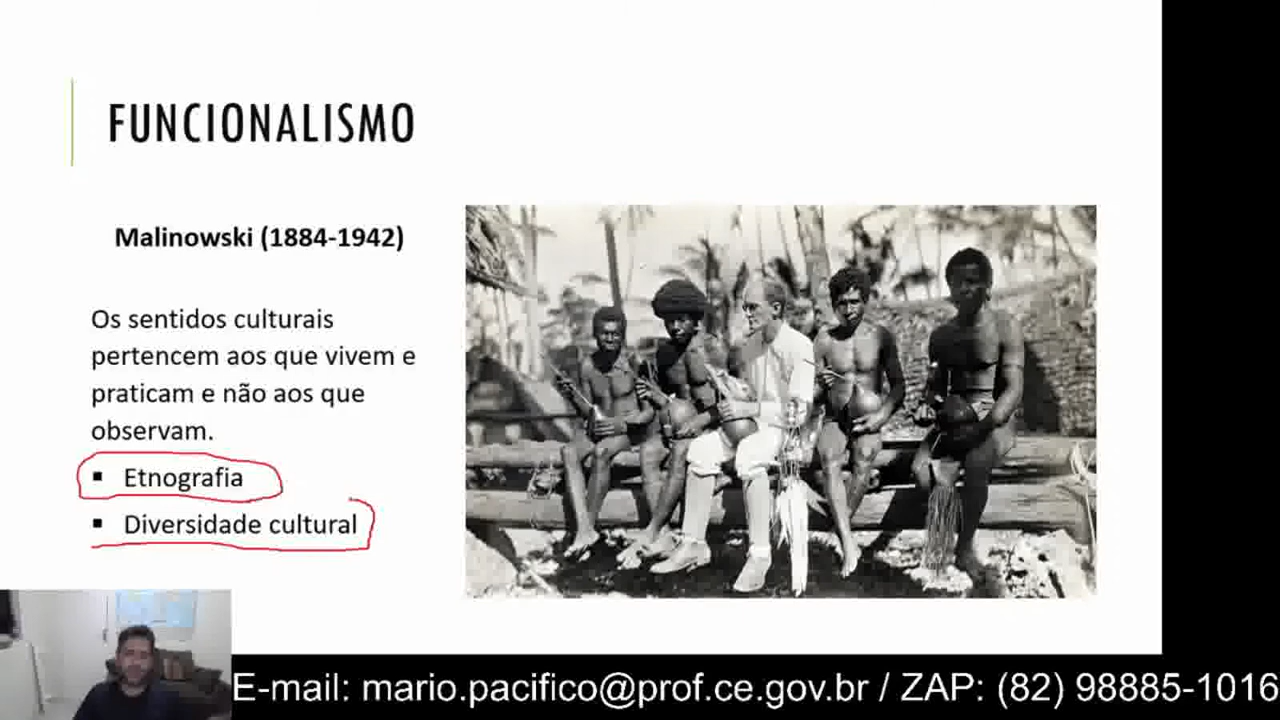 FUNCIONALISMO
Malinowski (1884-1942)
Os sentidos culturais
pertencem aos que vivem e
praticam e não aos que
observam.
▪ Etnografia
▪ Diversidade cultural
E-mail: mario.pacifico@prof.ce.gov.br / ZAP: (82) 98885-1016